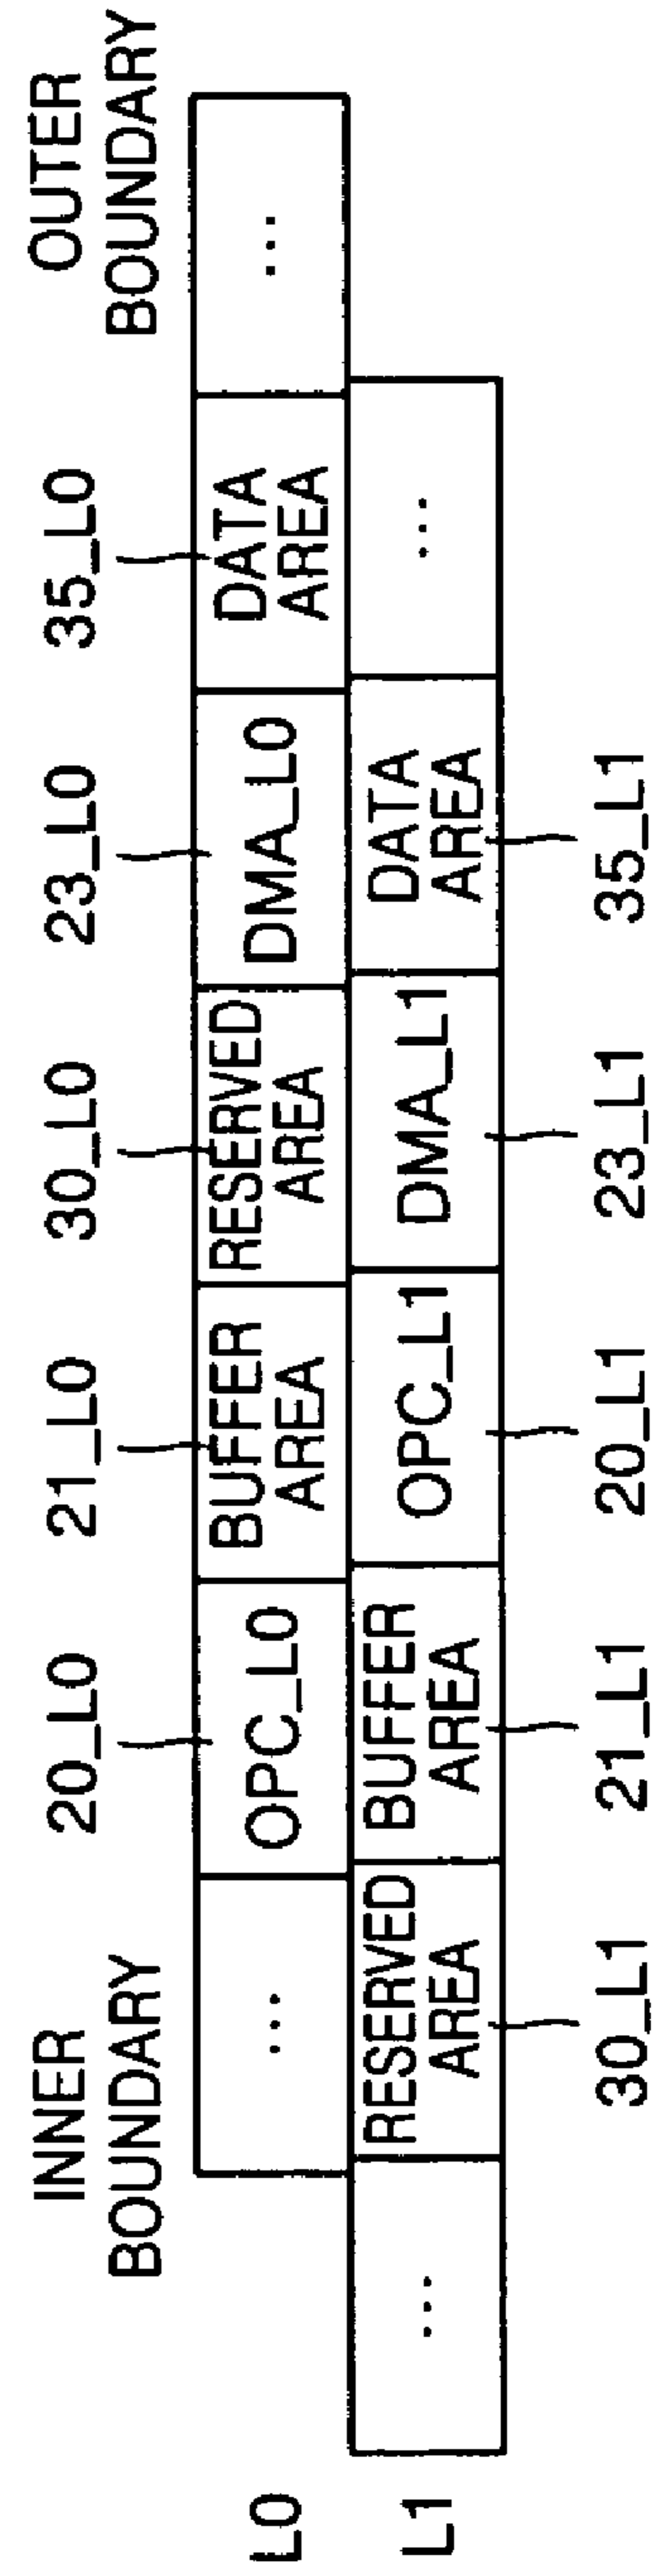 INNER
BOUNDARY
OUTER
BOUNDARY
20_L0
21_L0
30_L0
23_L0
35_L0
L0
...
OPC_L0
BUFFER
AREA
RESERVED
AREA
DMA_L0
DATA
AREA
...
L1
...
RESERVED
AREA
BUFFER
AREA
OPC_L1
DMA_L1
DATA
AREA
...
30_L1
21_L1
20_L1
23_L1
35_L1